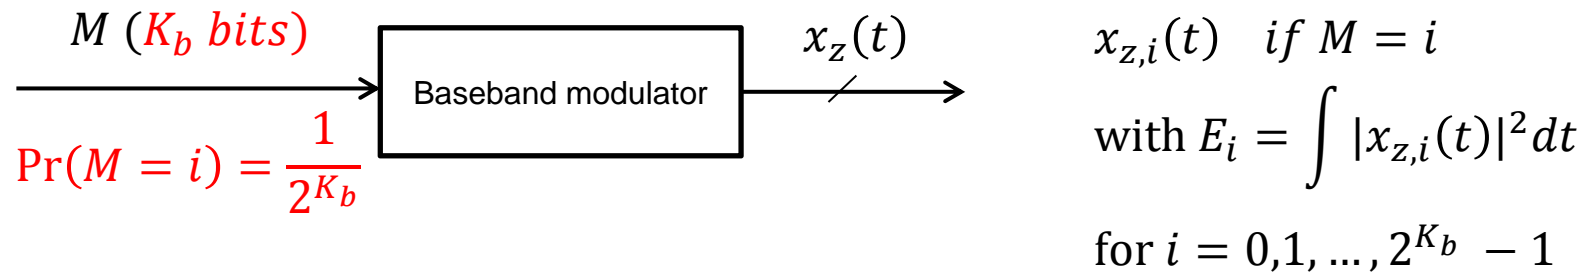 M (K_b bits)
Pr(M = i) = 1/2^{K_b}
Baseband modulator
x_z(t)
x_{z,i}(t) if M = i
with E_i = ∫ |x_{z,i}(t)|^2 dt
for i = 0,1, … , 2^{K_b} − 1